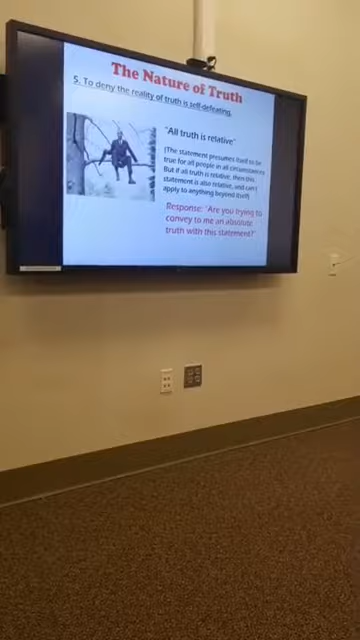 The Nature of Truth
5. To deny the reality of truth is self-defeating.
"All truth is relative"
(The statement presumes itself to be
true for all people in all circumstances
But if all truth is relative, then this
statement is also relative, and can't
apply to anything beyond itself)
Response: "Are you trying to
convey to me an absolute
truth with this statement?"